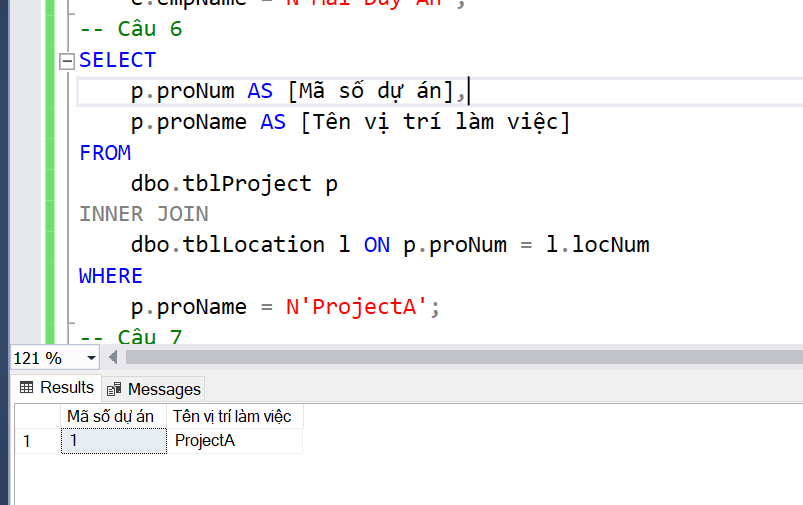 e.empName = N'Mai Duy An';
-- Câu 6
SELECT
p.proNum AS [Mã số dự án],
p.proName AS [Tên vị trí làm việc]
FROM
dbo.tblProject p
INNER JOIN
dbo.tblLocation l ON p.proNum = l.locNum
WHERE
p.proName = N'ProjectA';
-- Câu 7
121 %
Results Messages
Mã số dự án Tên vị trí làm việc
1 1 ProjectA